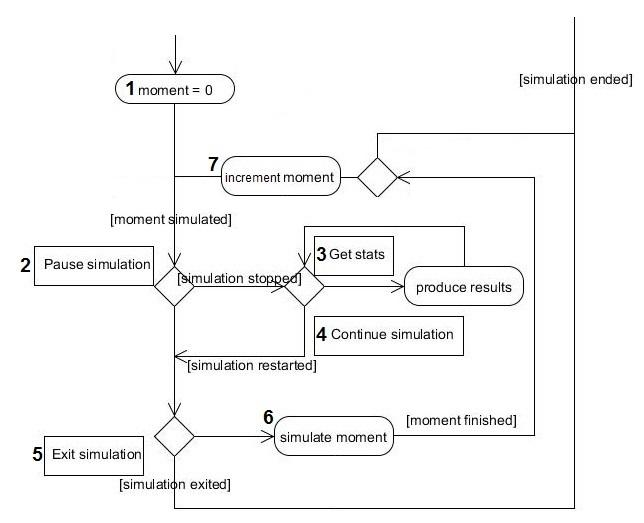 [simulation ended]
1 moment = 0
7 increment moment
[moment simulated]
2 Pause simulation
[simulation stopped]
3 Get stats
produce results
4 Continue simulation
[simulation restarted]
6 simulate moment
[moment finished]
5 Exit simulation
[simulation exited]